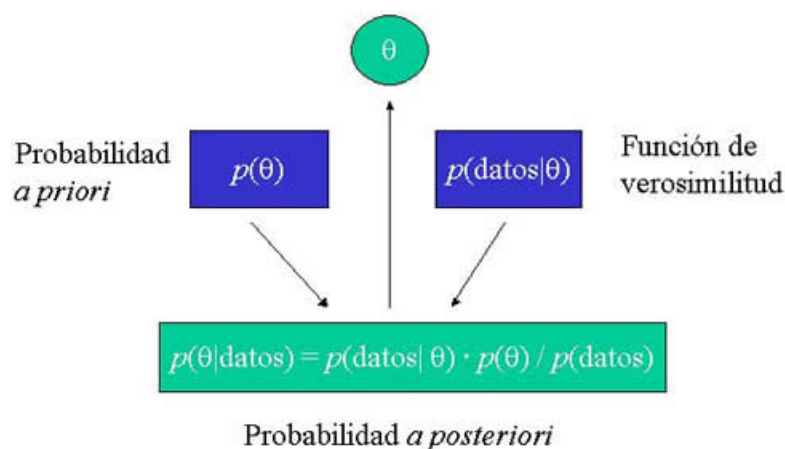 θ
Probabilidad
a priori
p(θ)
p(datos|θ)
Función de
verosimilitud
p(θ|datos) = p(datos| θ) · p(θ) / p(datos)
Probabilidad a posteriori